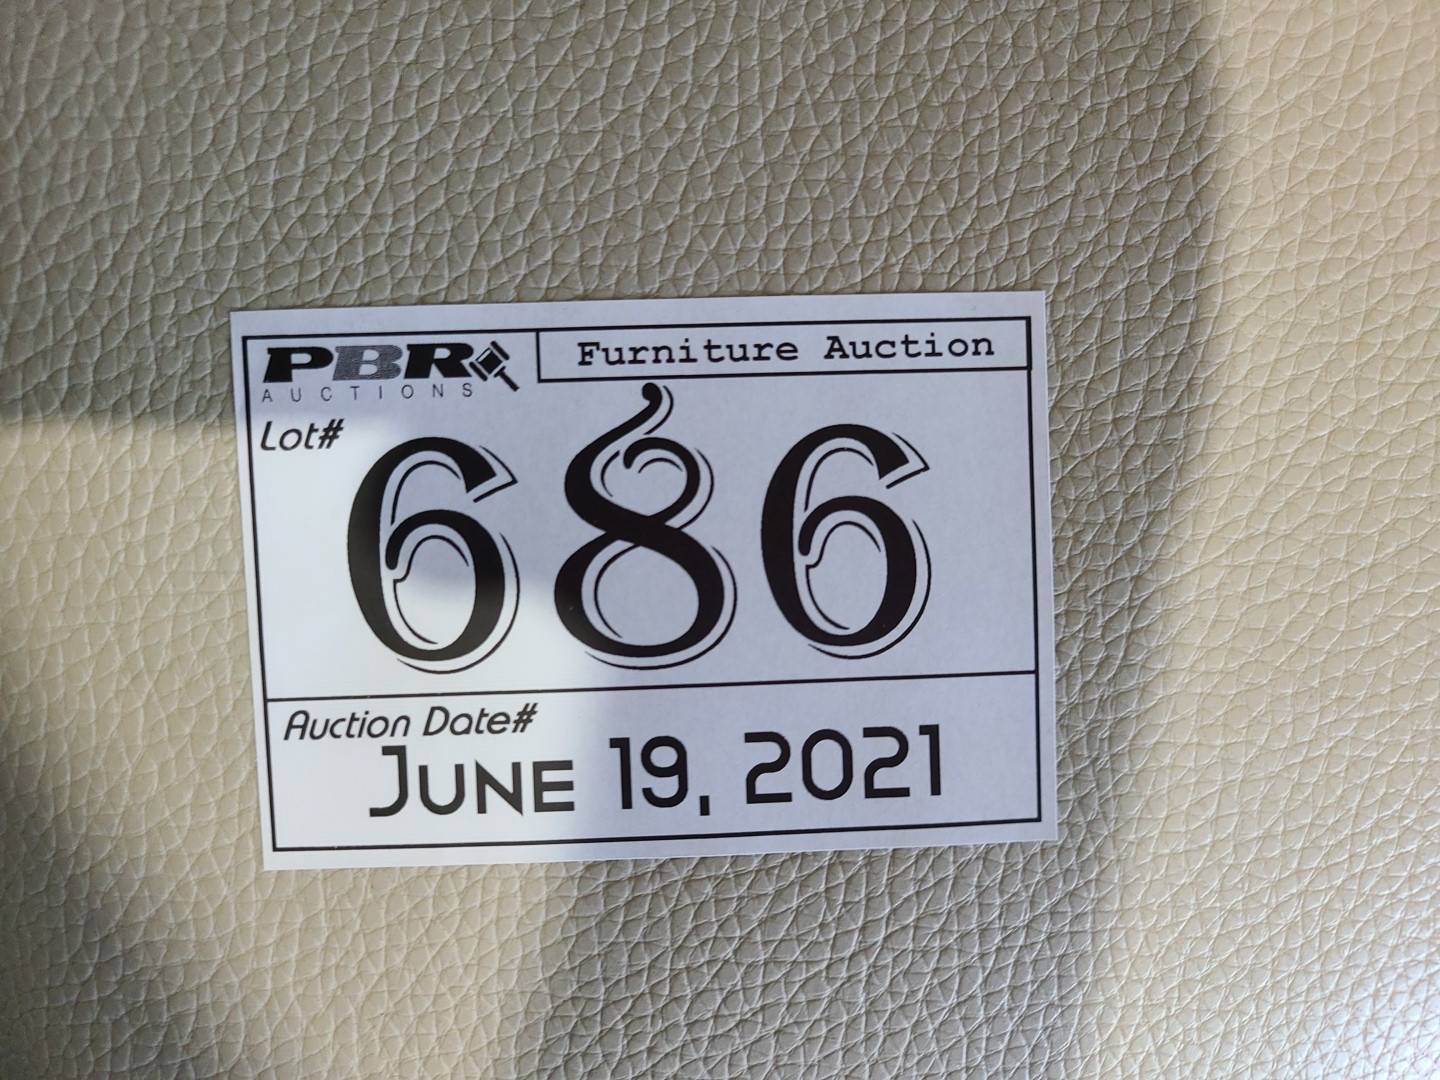 PBR
AUCTIONS
Furniture Auction
Lot#
686
Auction Date#
JUNE 19, 2021